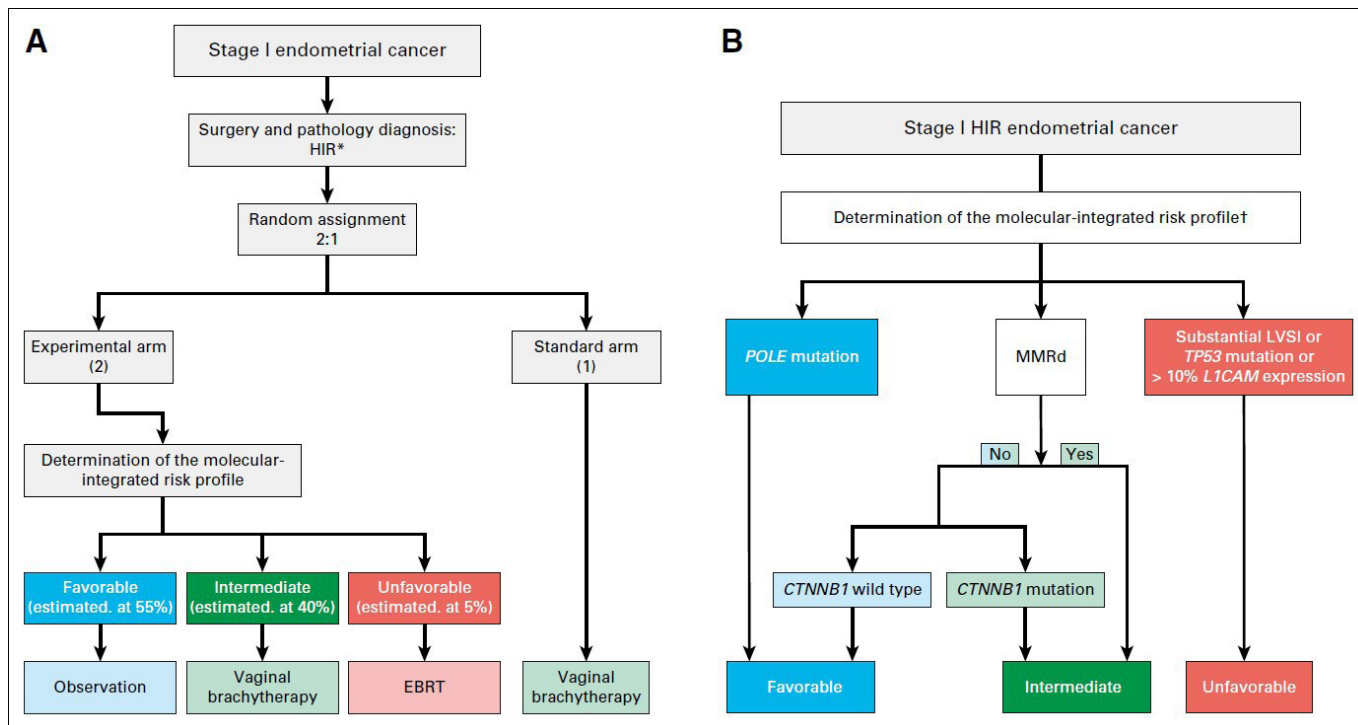 A
Stage I endometrial cancer
Surgery and pathology diagnosis:
HIR*
Random assignment
2:1
Experimental arm
(2)
Standard arm
(1)
Determination of the molecular-
integrated risk profile
Favorable
(estimated. at 55%)
Intermediate
(estimated. at 40%)
Unfavorable
(estimated. at 5%)
Observation
Vaginal
brachytherapy
EBRT
Vaginal
brachytherapy
B
Stage I HIR endometrial cancer
Determination of the molecular-integrated risk profile†
POLE mutation
MMRd
Substantial LVSI or
TP53 mutation or
> 10% L1CAM expression
No
Yes
CTNNB1 wild type
CTNNB1 mutation
Favorable
Intermediate
Unfavorable